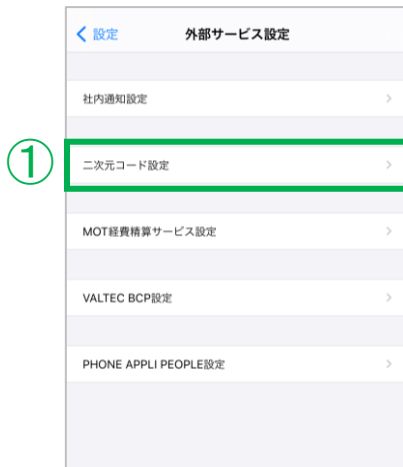 設定 外部サービス設定
社内通知設定
① 二次元コード設定
MOT経費精算サービス設定
VALTEC BCP設定
PHONE APPLI PEOPLE設定